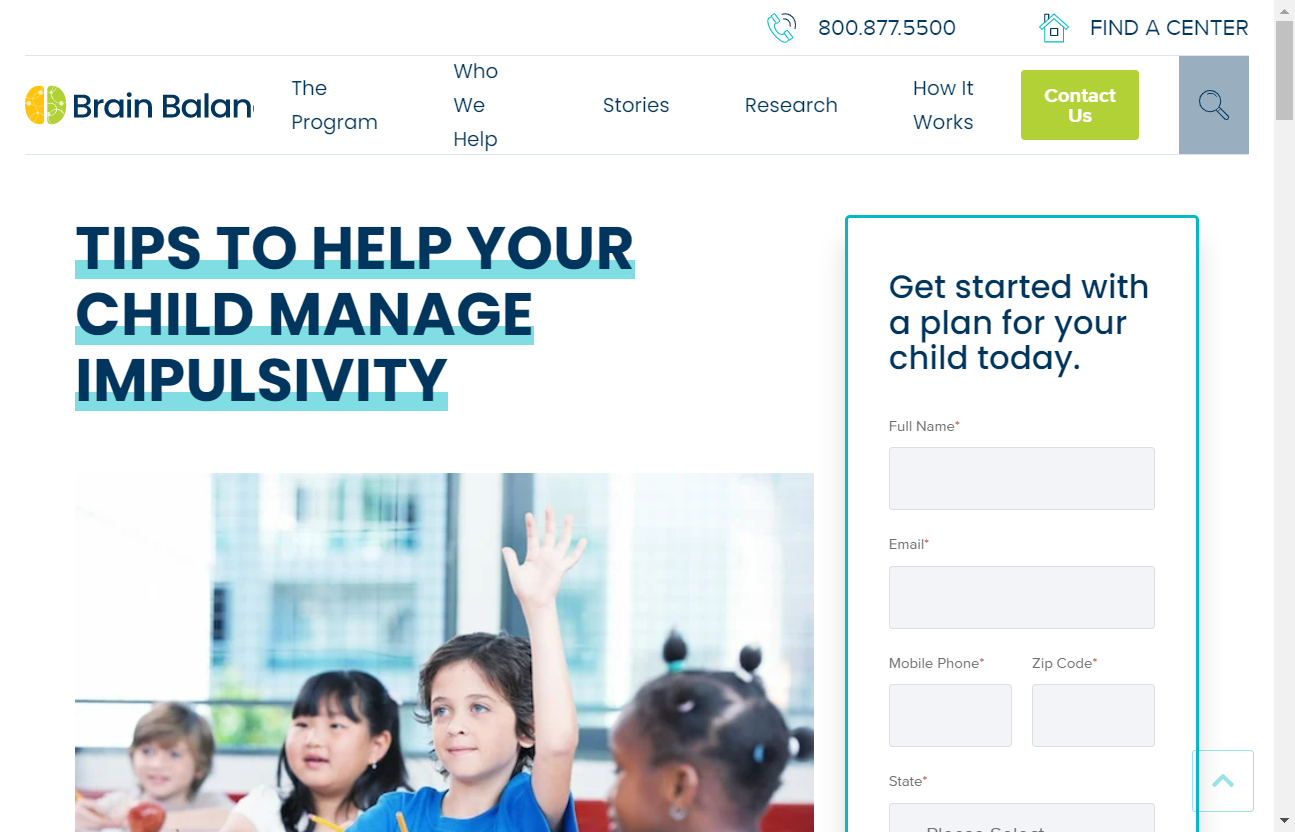 800.877.5500
FIND A CENTER
Brain Balan
The
Program
Who
We
Help
Stories
Research
How It
Works
Contact
Us
TIPS TO HELP YOUR
CHILD MANAGE
IMPULSIVITY
Get started with
a plan for your
child today.
Full Name*
Email*
Mobile Phone*
Zip Code*
State*
Please Select